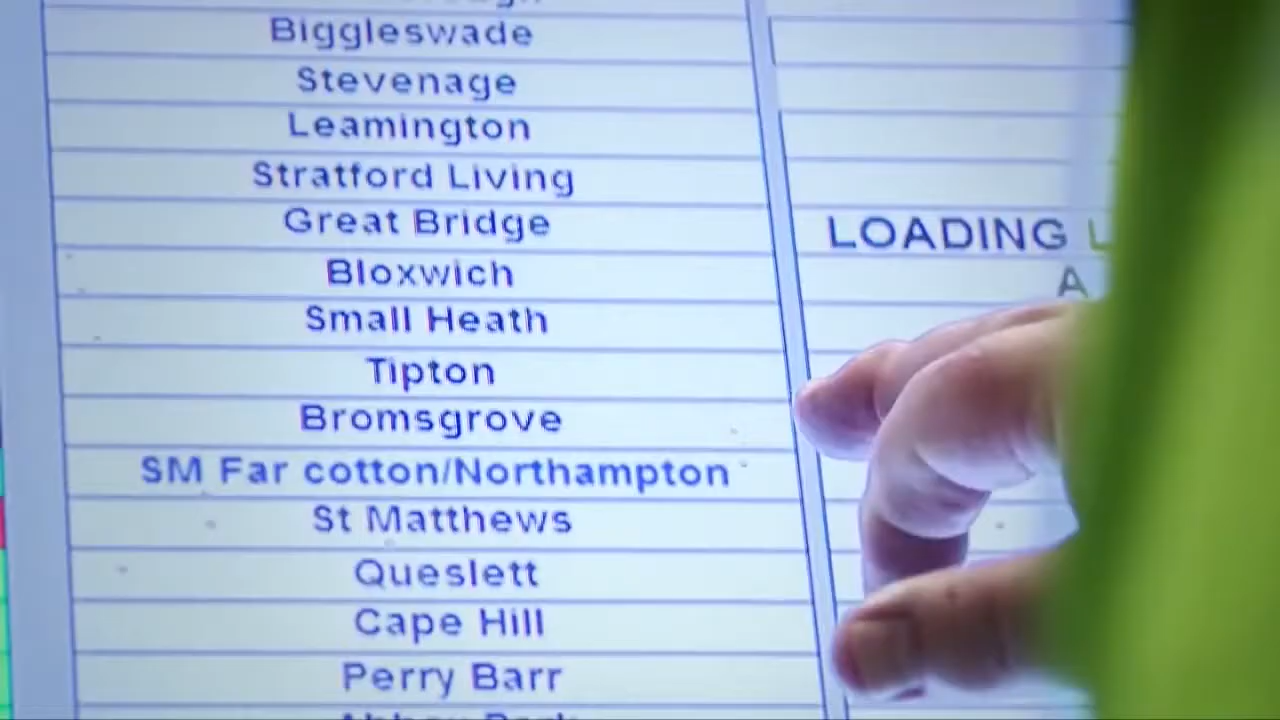 Biggleswade
Stevenage
Leamington
Stratford Living
Great Bridge
Bloxwich
Small Heath
Tipton
Bromsgrove
SM Far cotton/Northampton
St Matthews
Queslett
Cape Hill
Perry Barr
LOADING
A